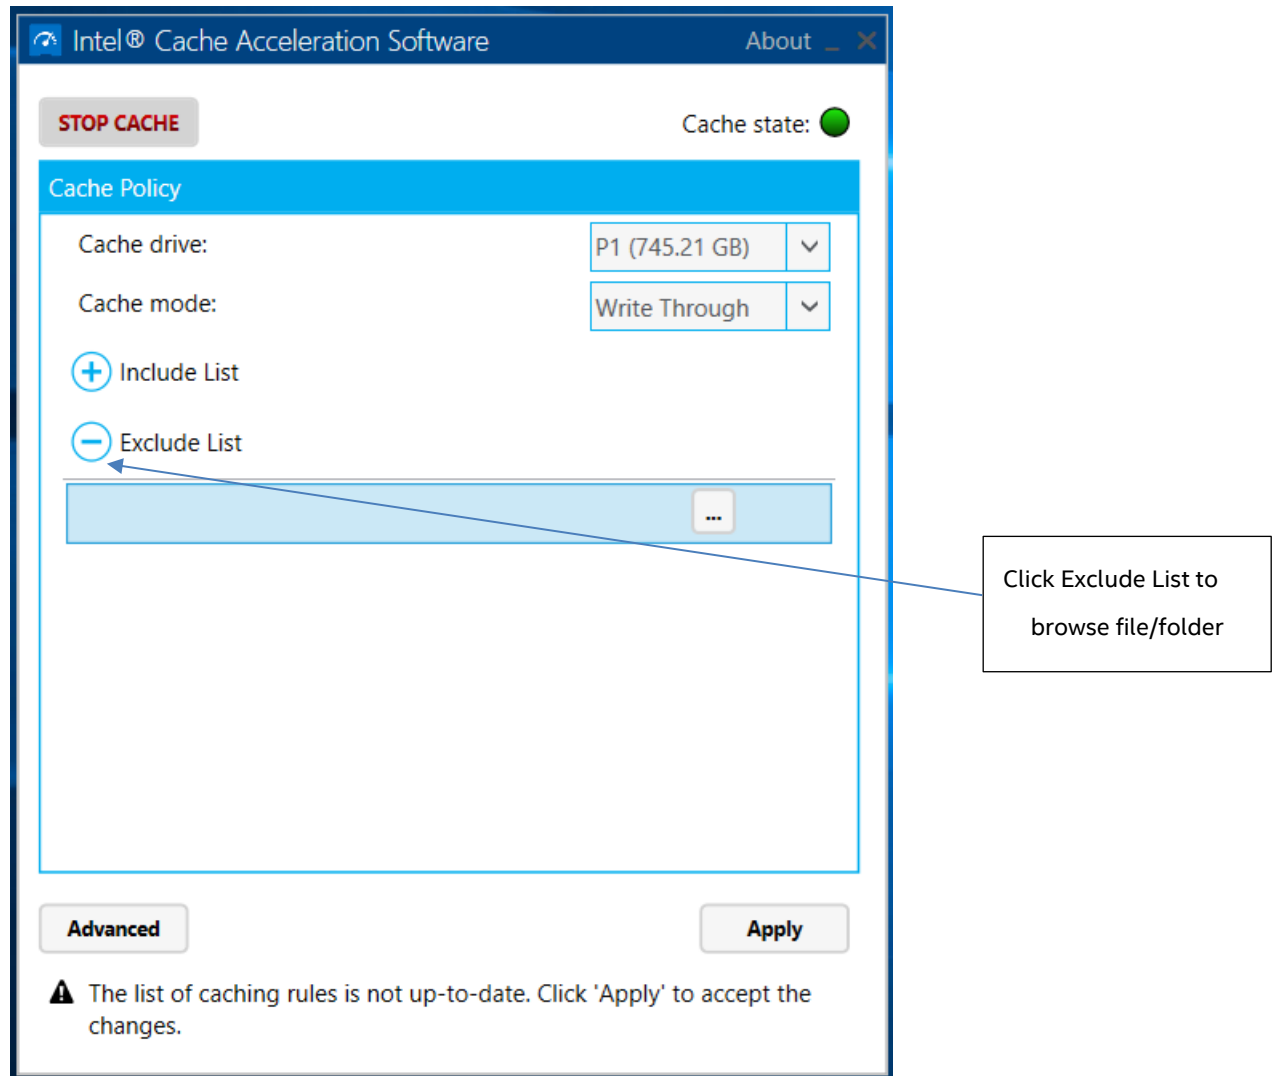 Intel® Cache Acceleration Software
About
STOP CACHE
Cache state:
Cache Policy
Cache drive:
P1 (745.21 GB)
Cache mode:
Write Through
Include List
Exclude List
...
Click Exclude List to
browse file/folder
Advanced
Apply
The list of caching rules is not up-to-date. Click 'Apply' to accept the
changes.